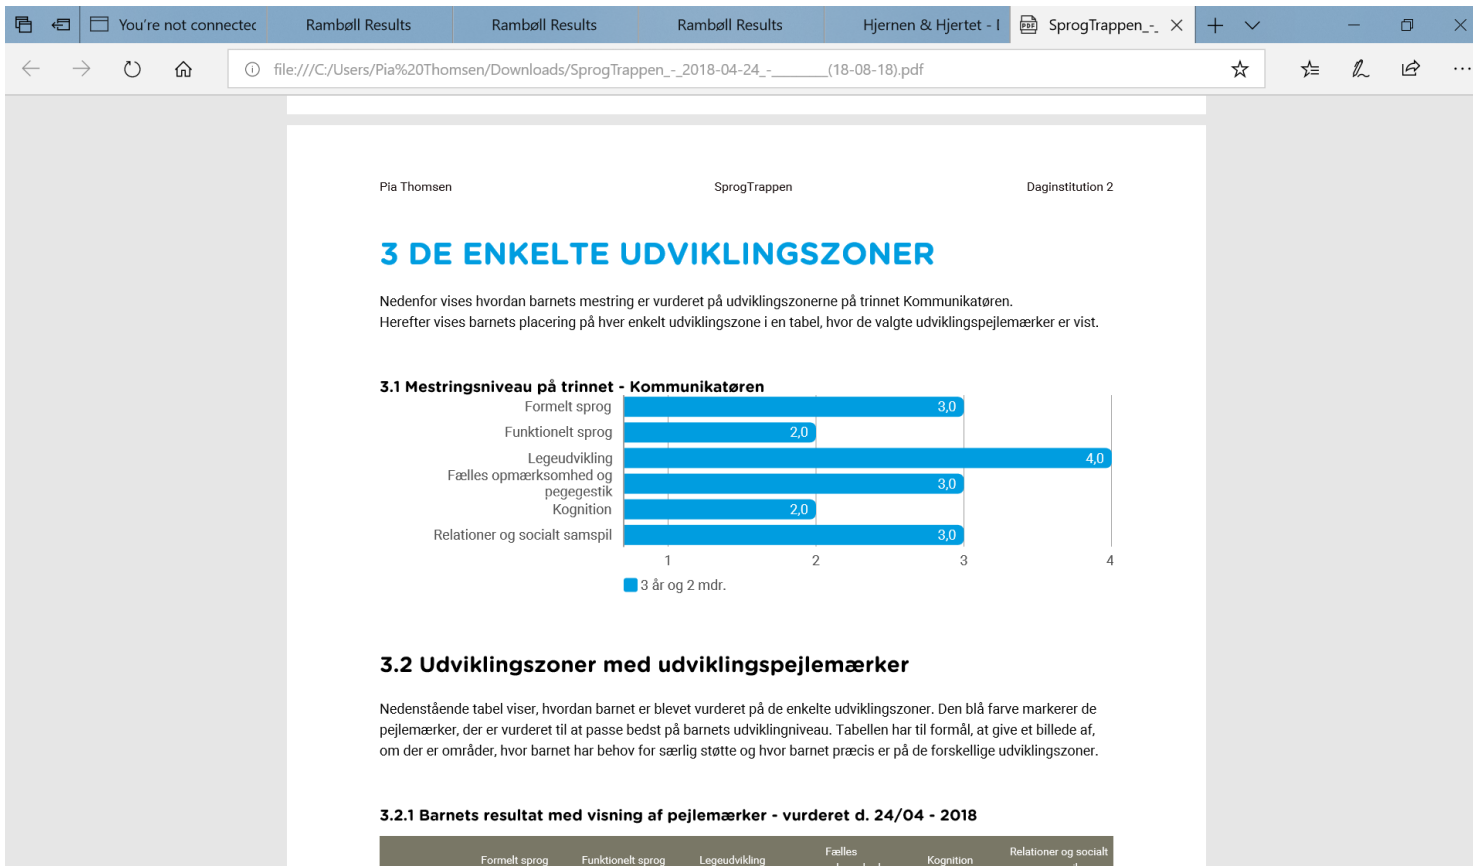 You're not connectec
Rambøll Results
Rambøll Results
Rambøll Results
Hjernen & Hjertet - I
PDF
SprogTrappen_-_
file:///C:/Users/Pia%20Thomsen/Downloads/SprogTrappen_-_2018-04-24_-________(18-08-18).pdf
Pia Thomsen
SprogTrappen
Daginstitution 2
3 DE ENKELTE UDVIKLINGSZONER
Nedenfor vises hvordan barnets mestring er vurderet på udviklingszonerne på trinnet Kommunikatøren.
Herefter vises barnets placering på hver enkelt udviklingszone i en tabel, hvor de valgte udviklingspejlemærker er vist.
3.1 Mestringsniveau på trinnet - Kommunikatøren
Formelt sprog 3,0
Funktionelt sprog 2,0
Legeudvikling 4,0
Fælles opmærksomhed og
pegegestik 3,0
Kognition 2,0
Relationer og socialt samspil 3,0
1 2 3 4
3 år og 2 mdr.
3.2 Udviklingszoner med udviklingspejlemærker
Nedenstående tabel viser, hvordan barnet er blevet vurderet på de enkelte udviklingszoner. Den blå farve markerer de
pejlemærker, der er vurderet til at passe bedst på barnets udviklingniveau. Tabellen har til formål, at give et billede af,
om der er områder, hvor barnet har behov for særlig støtte og hvor barnet præcis er på de forskellige udviklingszoner.
3.2.1 Barnets resultat med visning af pejlemærker - vurderet d. 24/04 - 2018
Formelt sprog
Funktionelt sprog
Legeudvikling
Fælles
Kognition
Relationer og socialt